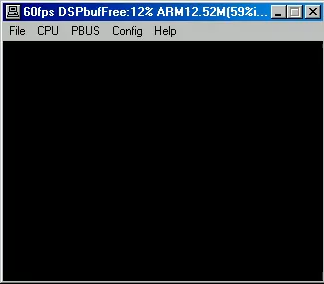 60fps DSPbufFree:12% ARM12.52M(59%i...
File CPU PBUS Config Help